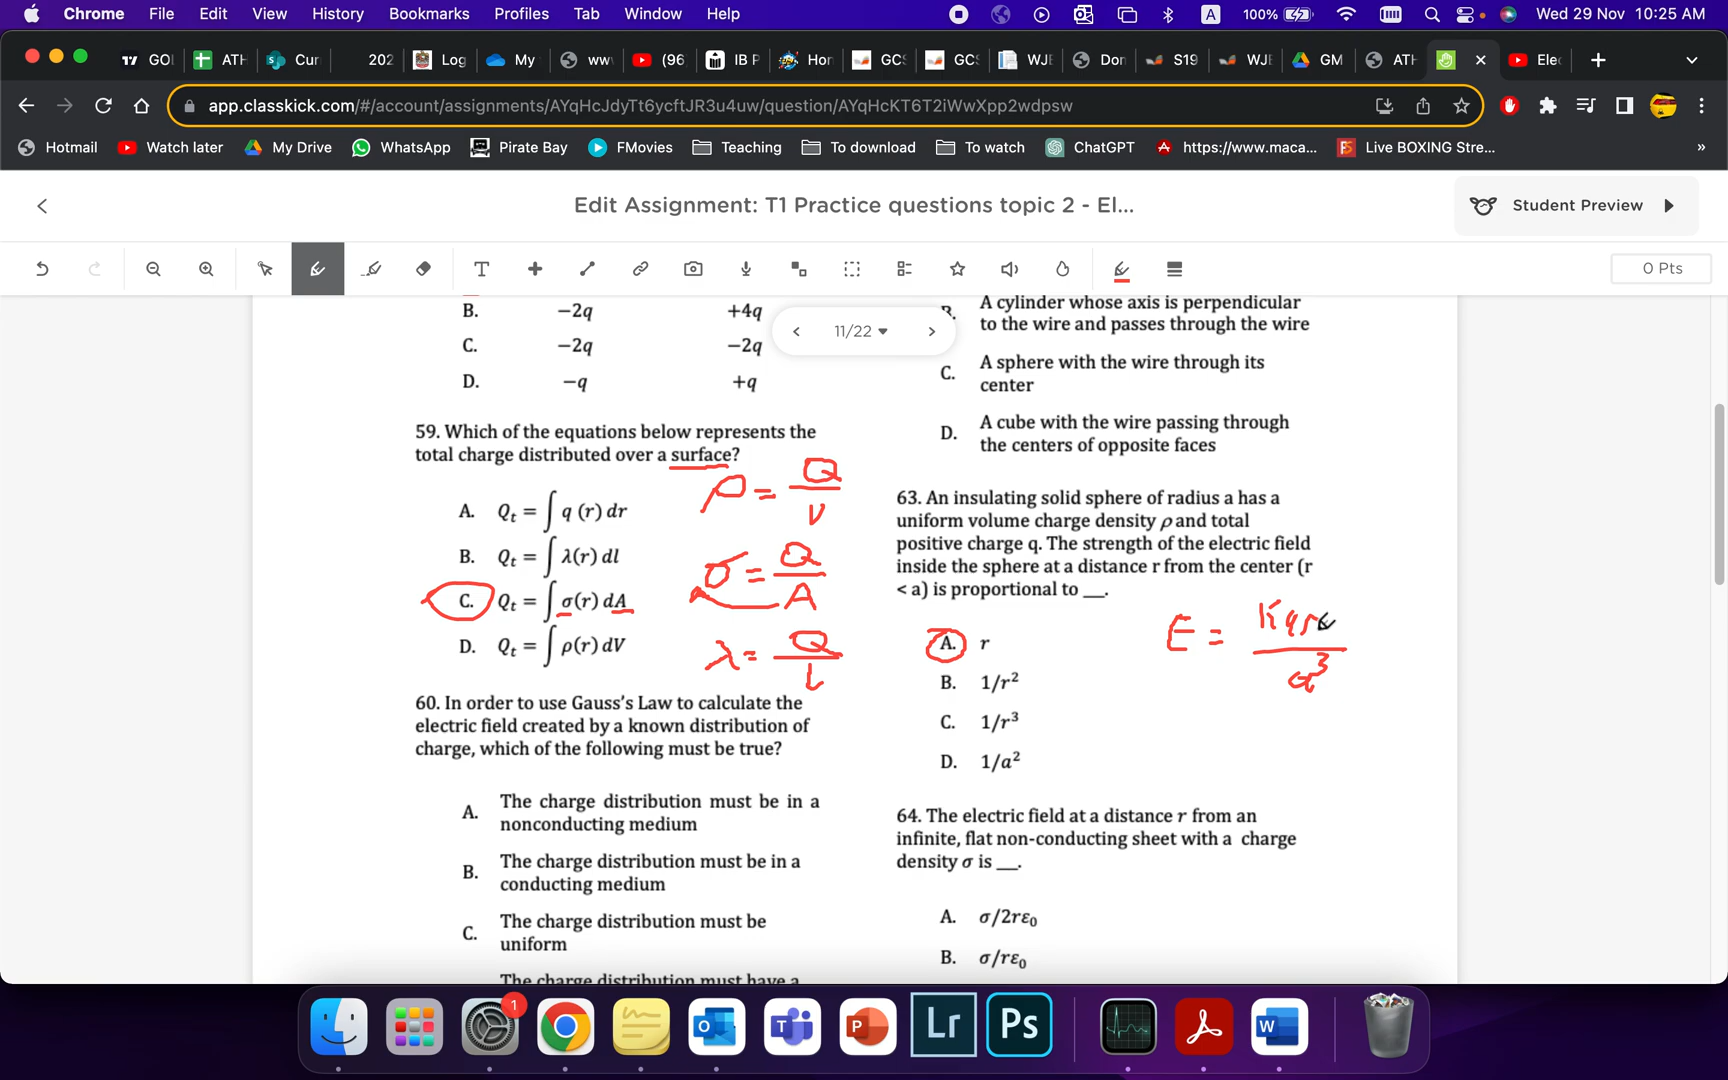 Chrome File Edit View History Bookmarks Profiles Tab Window Help A 100% Wed 29 Nov 10:25 AM
GOI ATH Cur 202 Log My ww (96 IB P Hor GCS GCS WJE Dor S19 WJE GM ATH Elec
app.classkick.com/#/account/assignments/AYqHcJdyTt6ycftJR3u4uw/question/AYqHcKT6T2iWwXpp2wdpsw
Hotmail Watch later My Drive WhatsApp Pirate Bay FMovies Teaching To download To watch ChatGPT https://www.maca... Live BOXING Stre... »
Edit Assignment: T1 Practice questions topic 2 - El...
Student Preview
0 Pts
11/22
B. −2q +4q
C. −2q −2q
D. −q +q
59. Which of the equations below represents the
total charge distributed over a surface?
A. Qt = ∫ q (r) dr
B. Qt = ∫ λ(r) dl
C. Qt = ∫ σ(r) dA
D. Qt = ∫ ρ(r) dV
ρ = Q/V
σ = Q/A
λ = Q/L
60. In order to use Gauss's Law to calculate the
electric field created by a known distribution of
charge, which of the following must be true?
A. The charge distribution must be in a
nonconducting medium
B. The charge distribution must be in a
conducting medium
C. The charge distribution must be
uniform
The charge distribution must have a
B. A cylinder whose axis is perpendicular
to the wire and passes through the wire
C. A sphere with the wire through its
center
D. A cube with the wire passing through
the centers of opposite faces
63. An insulating solid sphere of radius a has a
uniform volume charge density ρ and total
positive charge q. The strength of the electric field
inside the sphere at a distance r from the center (r
< a) is proportional to __.
A. r
B. 1/r²
C. 1/r³
D. 1/a²
E = Kqr/a³
64. The electric field at a distance r from an
infinite, flat non-conducting sheet with a charge
density σ is __.
A. σ/2rε₀
B. σ/rε₀
1
Lr Ps